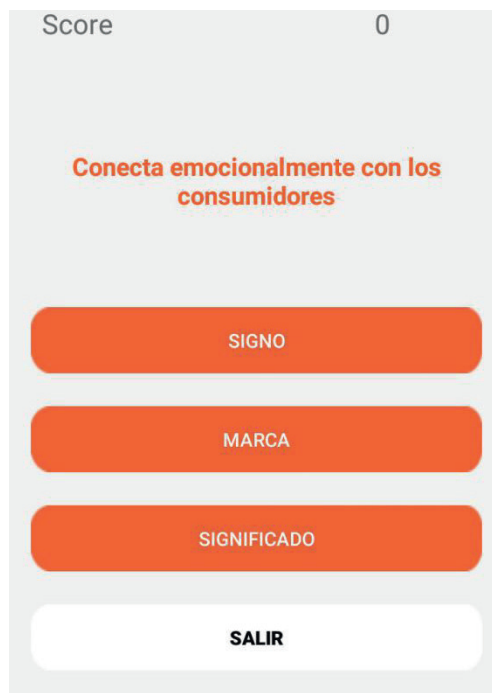 Score 0
Conecta emocionalmente con los
consumidores
SIGNO
MARCA
SIGNIFICADO
SALIR